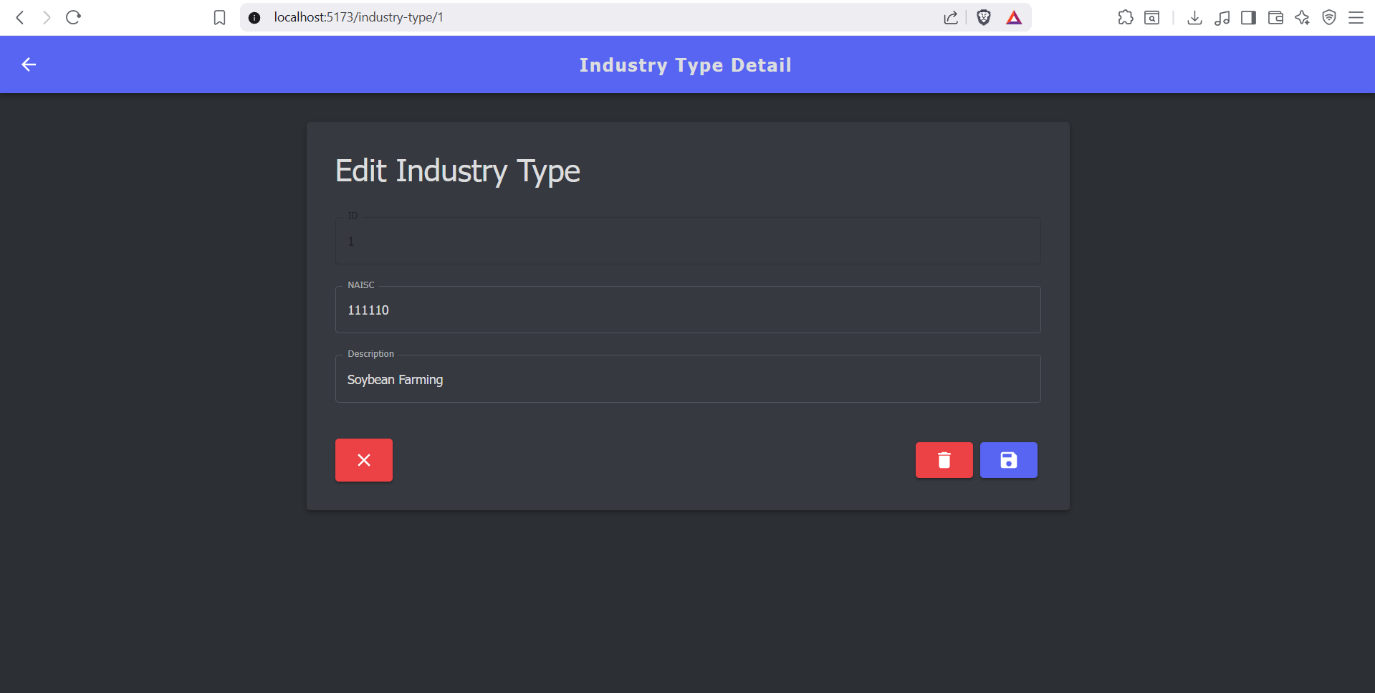 localhost:5173/industry-type/1
Industry Type Detail
Edit Industry Type
ID
1
NAISC
111110
Description
Soybean Farming